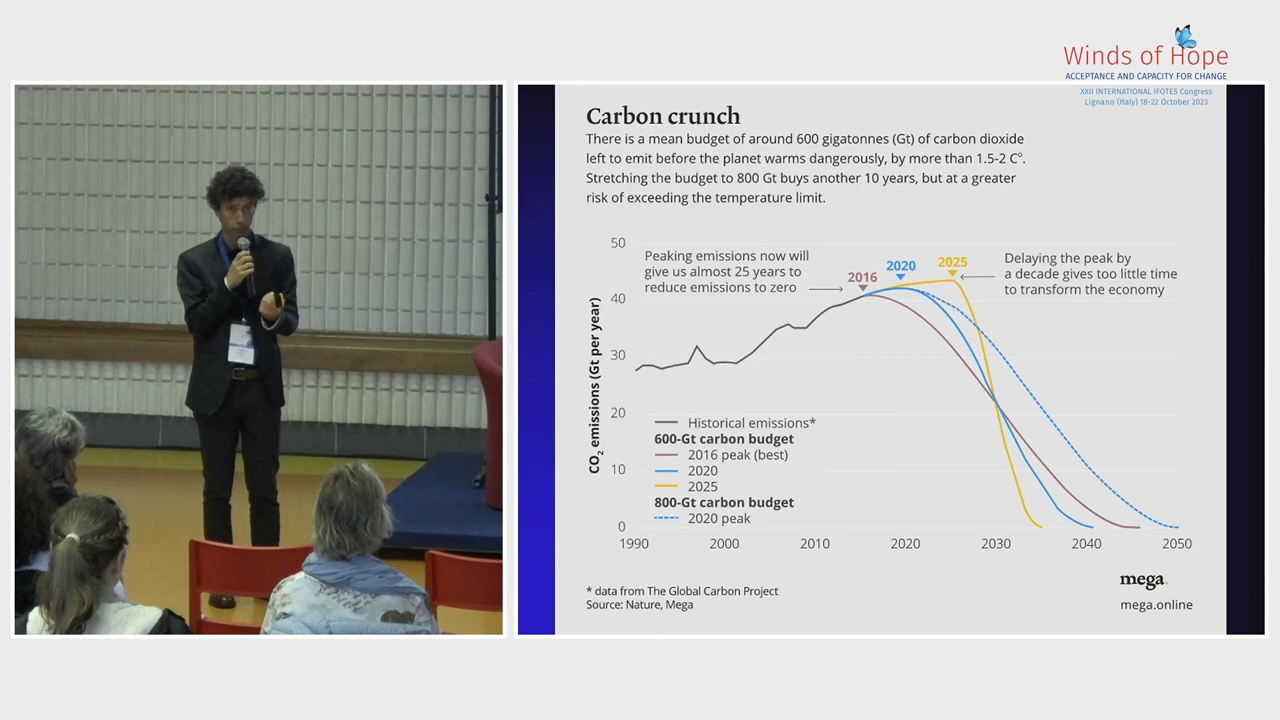 Winds of Hope
ACCEPTANCE AND CAPACITY FOR CHANGE
XXII INTERNATIONAL IFOTES Congress
Lignano (Italy) 18-22 October 2023
Carbon crunch
There is a mean budget of around 600 gigatonnes (Gt) of carbon dioxide
left to emit before the planet warms dangerously, by more than 1.5-2 C°.
Stretching the budget to 800 Gt buys another 10 years, but at a greater
risk of exceeding the temperature limit.
50
40
30
20
10
0
CO₂ emissions (Gt per year)
Peaking emissions now will
give us almost 25 years to
reduce emissions to zero
2016
2020
2025
Delaying the peak by
a decade gives too little time
to transform the economy
Historical emissions*
600-Gt carbon budget
2016 peak (best)
2020
2025
800-Gt carbon budget
2020 peak
1990 2000 2010 2020 2030 2040 2050
* data from The Global Carbon Project
Source: Nature, Mega
mega.
mega.online